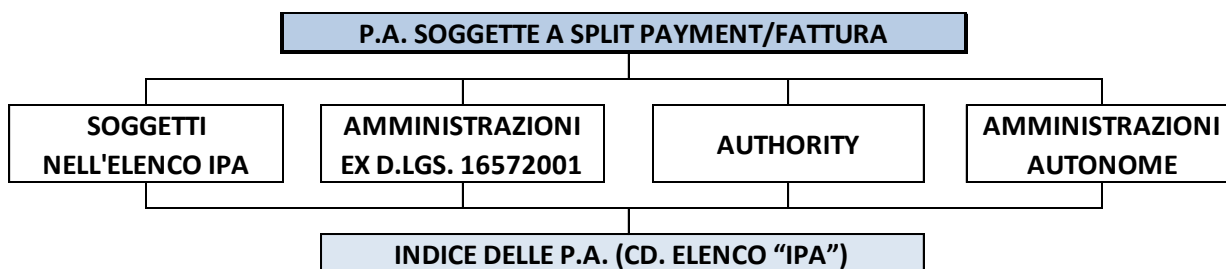 P.A. SOGGETTE A SPLIT PAYMENT/FATTURA
SOGGETTI
NELL'ELENCO IPA
AMMINISTRAZIONI
EX D.LGS. 16572001
AUTHORITY
AMMINISTRAZIONI
AUTONOME
INDICE DELLE P.A. (CD. ELENCO “IPA”)